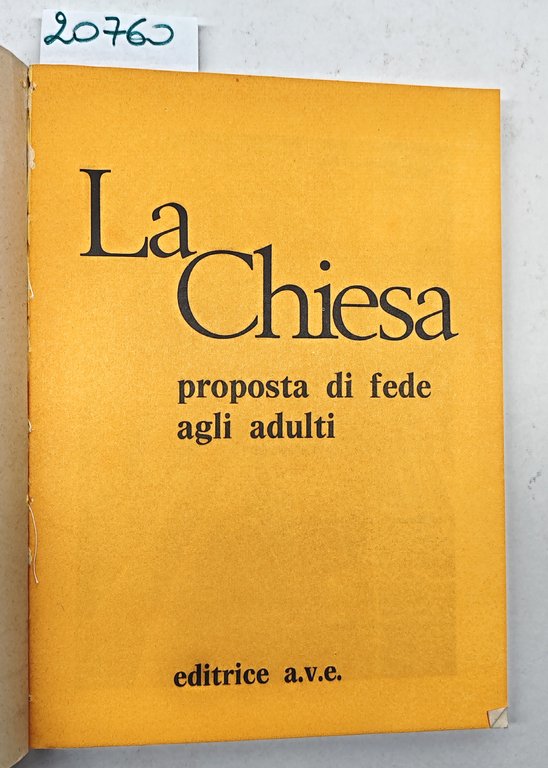 20760
La
Chiesa
proposta di fede
agli adulti
editrice a.v.e.